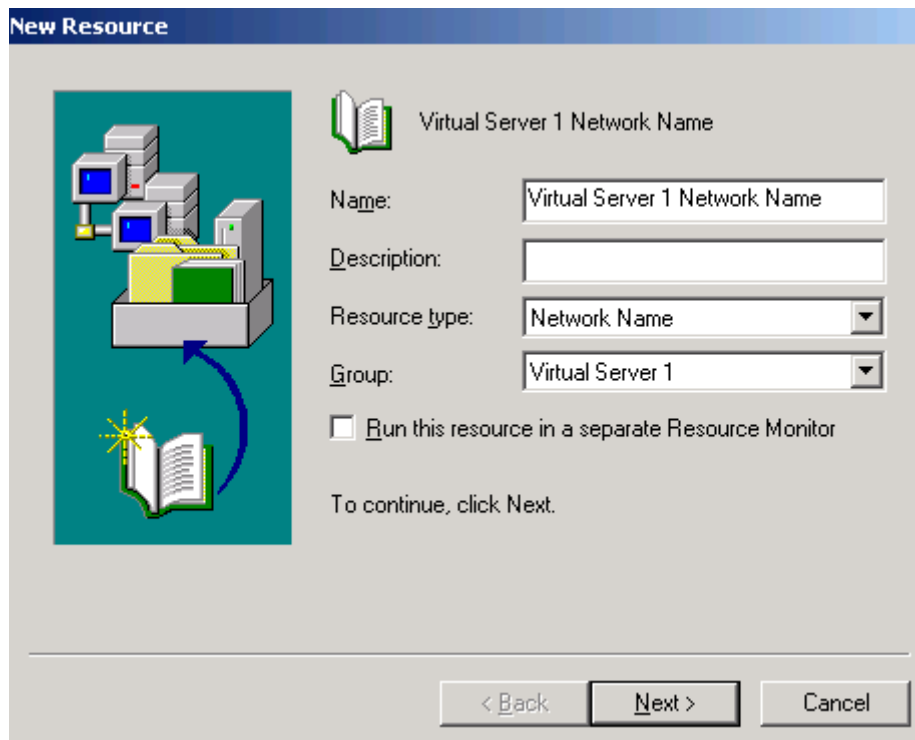 New Resource
Virtual Server 1 Network Name
Name: Virtual Server 1 Network Name
Description:
Resource type: Network Name
Group: Virtual Server 1
Run this resource in a separate Resource Monitor
To continue, click Next.
< Back Next > Cancel